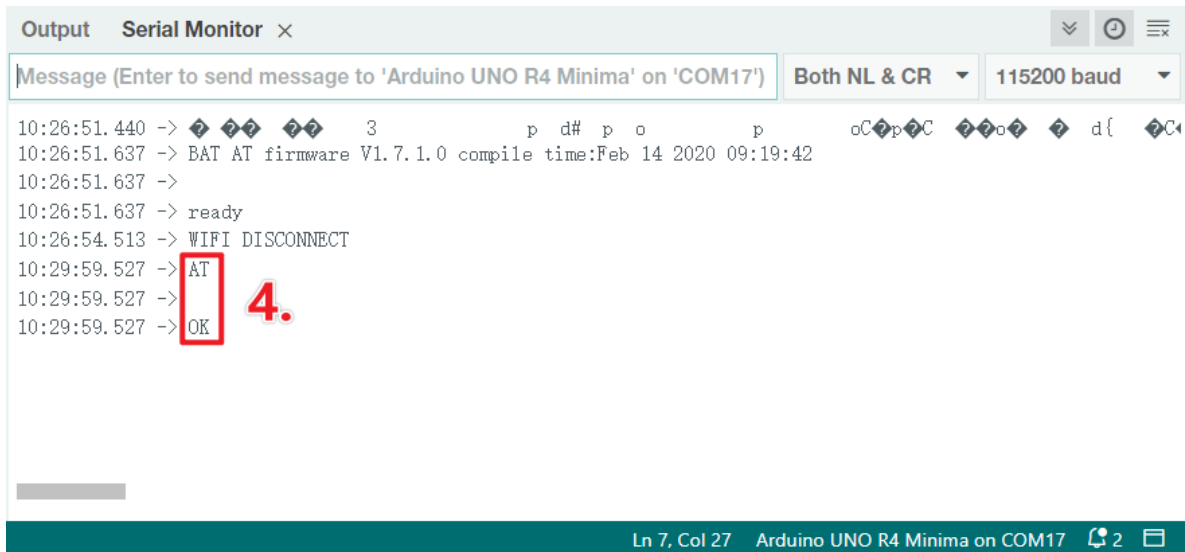 Output Serial Monitor ×
Message (Enter to send message to 'Arduino UNO R4 Minima' on 'COM17') Both NL & CR 115200 baud
10:26:51.440 -> � �� �� 3 p d# p o p oC�p�C ��o� � d{ �C
10:26:51.637 -> BAT AT firmware V1.7.1.0 compile time:Feb 14 2020 09:19:42
10:26:51.637 ->
10:26:51.637 -> ready
10:26:54.513 -> WIFI DISCONNECT
10:29:59.527 -> AT
10:29:59.527 ->
4.
10:29:59.527 -> OK
Ln 7, Col 27 Arduino UNO R4 Minima on COM17 2